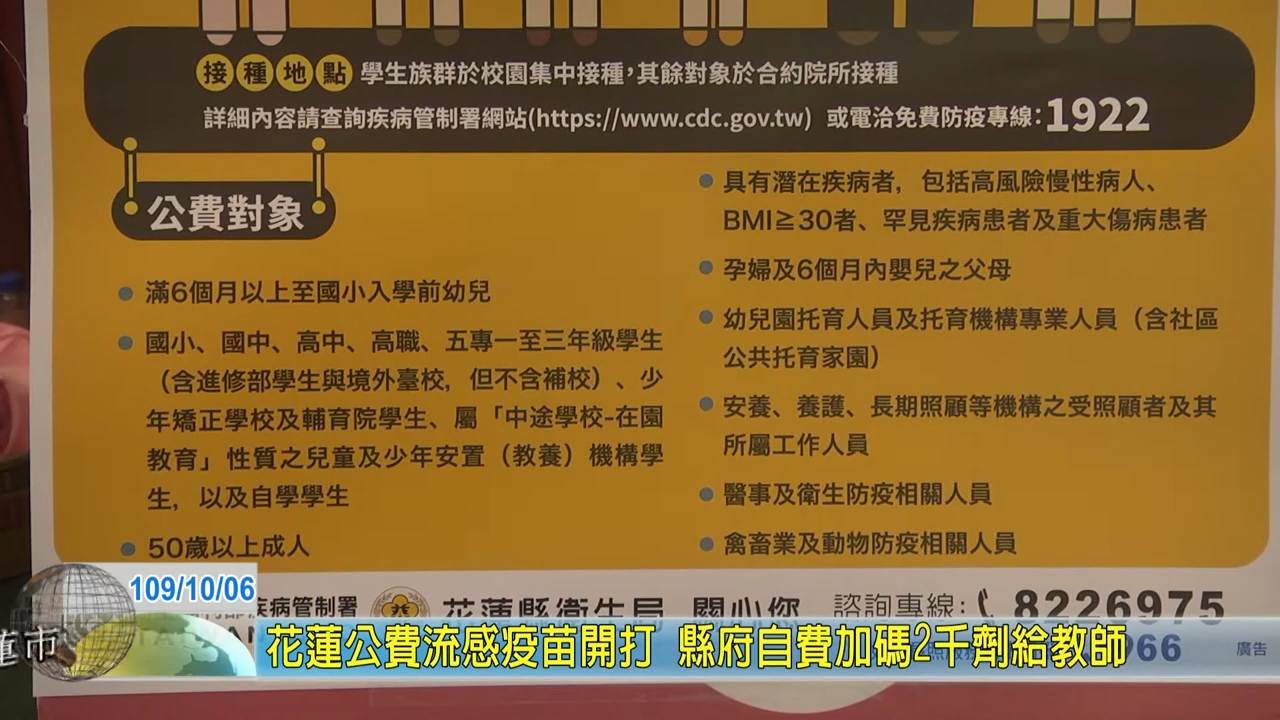 接種地點 學生族群於校園集中接種,其餘對象於合約院所接種
詳細內容請查詢疾病管制署網站(https://www.cdc.gov.tw) 或電洽免費防疫專線:1922
公費對象
滿6個月以上至國小入學前幼兒
國小、國中、高中、高職、五專一至三年級學生
(含進修部學生與境外臺校,但不含補校)、少
年矯正學校及輔育院學生、屬「中途學校-在園
教育」性質之兒童及少年安置(教養)機構學
生,以及自學學生
50歲以上成人
具有潛在疾病者,包括高風險慢性病人、
BMI≧30者、罕見疾病患者及重大傷病患者
孕婦及6個月內嬰兒之父母
幼兒園托育人員及托育機構專業人員(含社區
公共托育家園)
安養、養護、長期照顧等機構之受照顧者及其
所屬工作人員
醫事及衛生防疫相關人員
禽畜業及動物防疫相關人員
109/10/06
疾病管制署
花蓮縣衛生局 關心您 諮詢專線:8226975
966
廣告
蓮市
花蓮公費流感疫苗開打 縣府自費加碼2千劑給教師